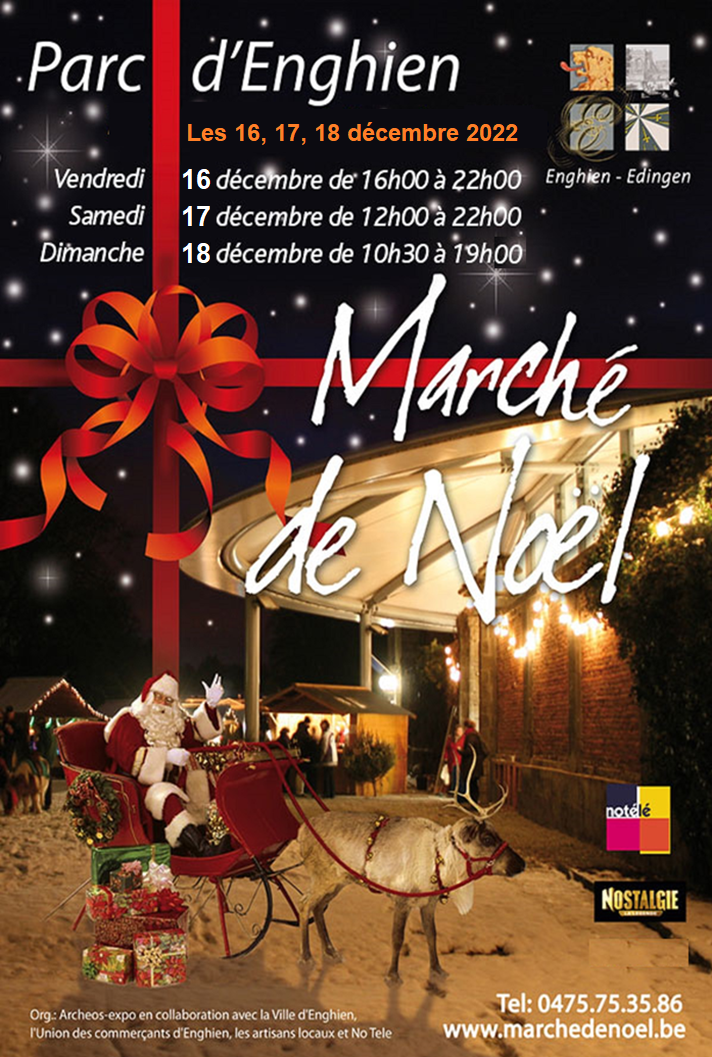 Parc d'Enghien
Les 16, 17, 18 décembre 2022
Vendredi 16 décembre de 16h00 à 22h00
Samedi 17 décembre de 12h00 à 22h00
Dimanche 18 décembre de 10h30 à 19h00
Enghien - Edingen
Marché
de Noël
notélé
NOSTALGIE
Tel: 0475.75.35.86
www.marchedenoel.be
Org.: Archeos-expo en collaboration avec la Ville d'Enghien,
l'Union des commerçants d'Enghien, les artisans locaux et No Tele